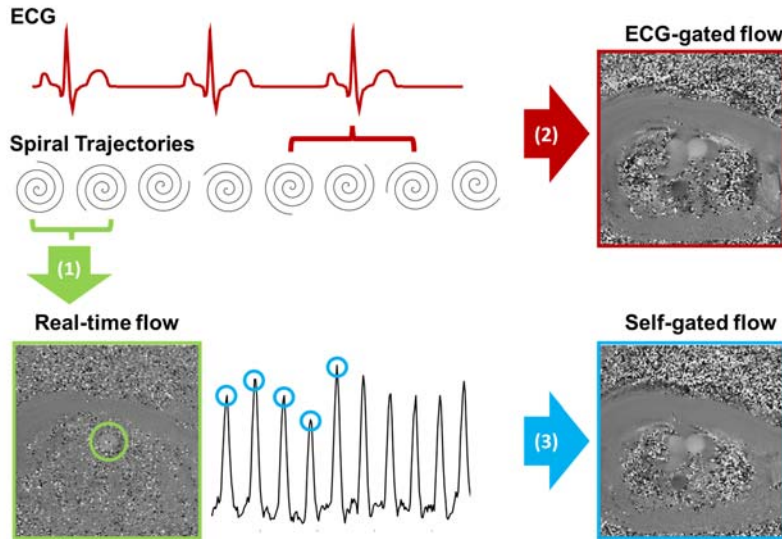 ECG
ECG-gated flow
(2)
Spiral Trajectories
(1)
Real-time flow
Self-gated flow
(3)